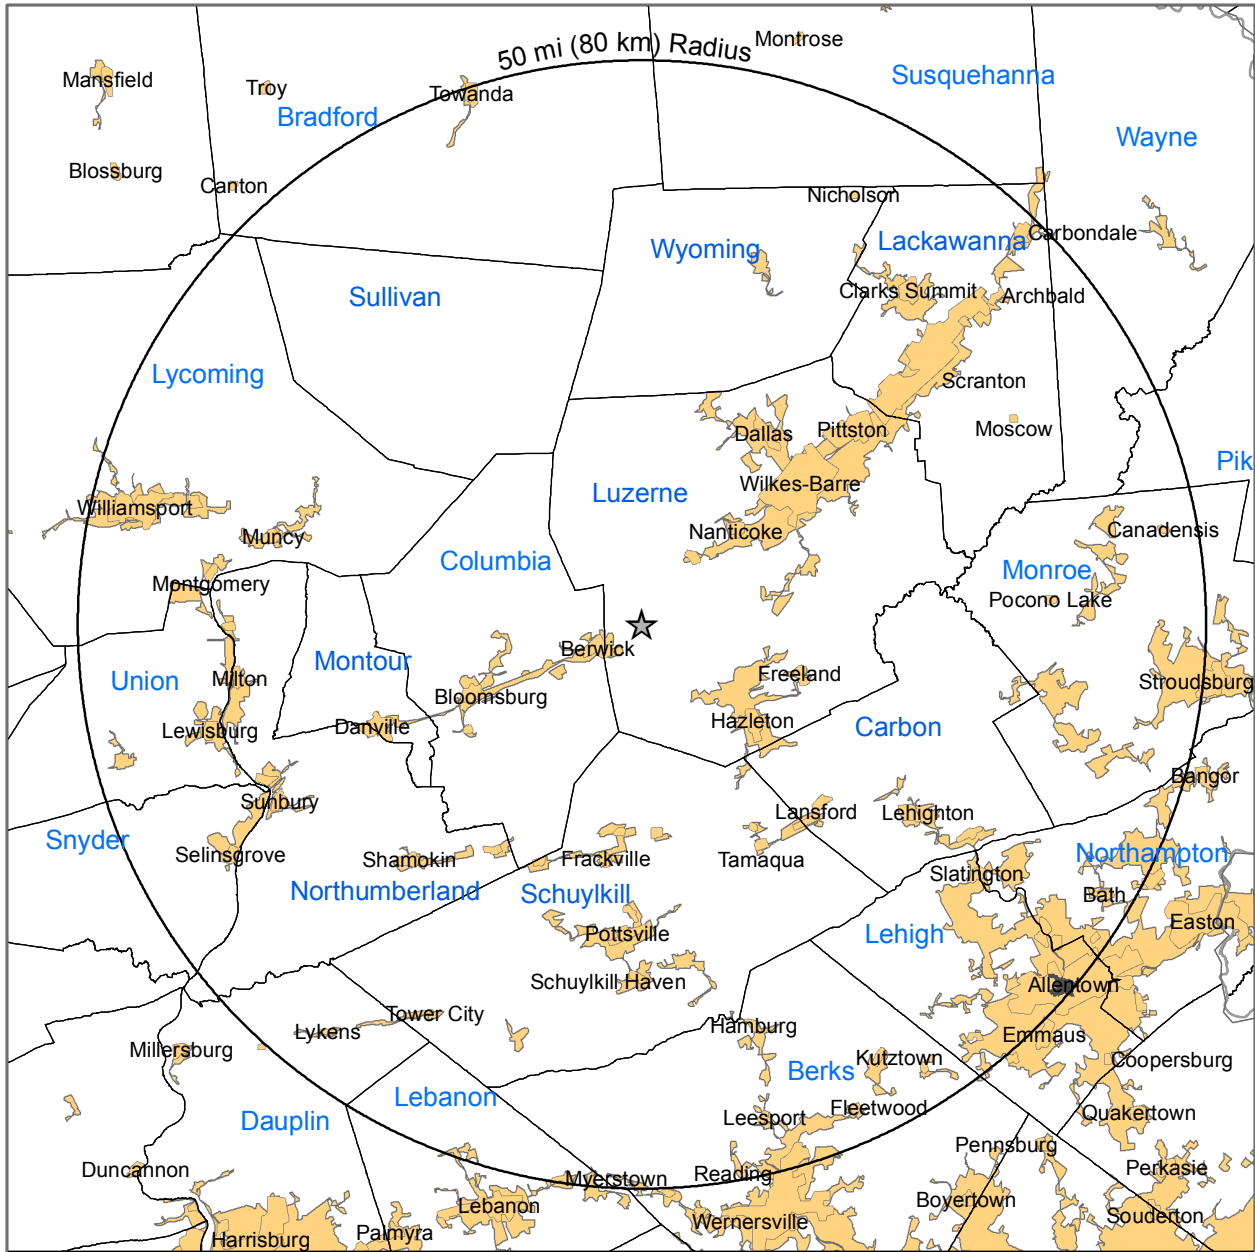 50 mi (80 km) Radius
Montrose
Mansfield
Troy
Towanda
Susquehanna
Bradford
Wayne
Blossburg
Canton
Nicholson
Carbondale
Wyoming
Lackawanna
Sullivan
Clarks Summit
Archbald
Lycoming
Scranton
Dallas
Pittston
Moscow
Pik
Wilkes-Barre
Luzerne
Williamsport
Muncy
Nanticoke
Canadensis
Columbia
Monroe
Montgomery
Pocono Lake
Berwick
Montour
Union
Milton
Freeland
Stroudsburg
Bloomsburg
Lewisburg
Danville
Hazleton
Carbon
Bangor
Sunbury
Lansford
Lehighton
Snyder
Selinsgrove
Shamokin
Frackville
Tamaqua
Northampton
Slatington
Northumberland
Schuylkill
Bath
Easton
Pottsville
Lehigh
Schuylkill Haven
Allentown
Tower City
Lykens
Hamburg
Emmaus
Millersburg
Kutztown
Coopersburg
Berks
Lebanon
Fleetwood
Dauplin
Leesport
Quakertown
Pennsburg
Duncannon
Myerstown
Reading
Perkasie
Lebanon
Boyertown
Souderton
Wernersville
Palmyra
Harrisburg